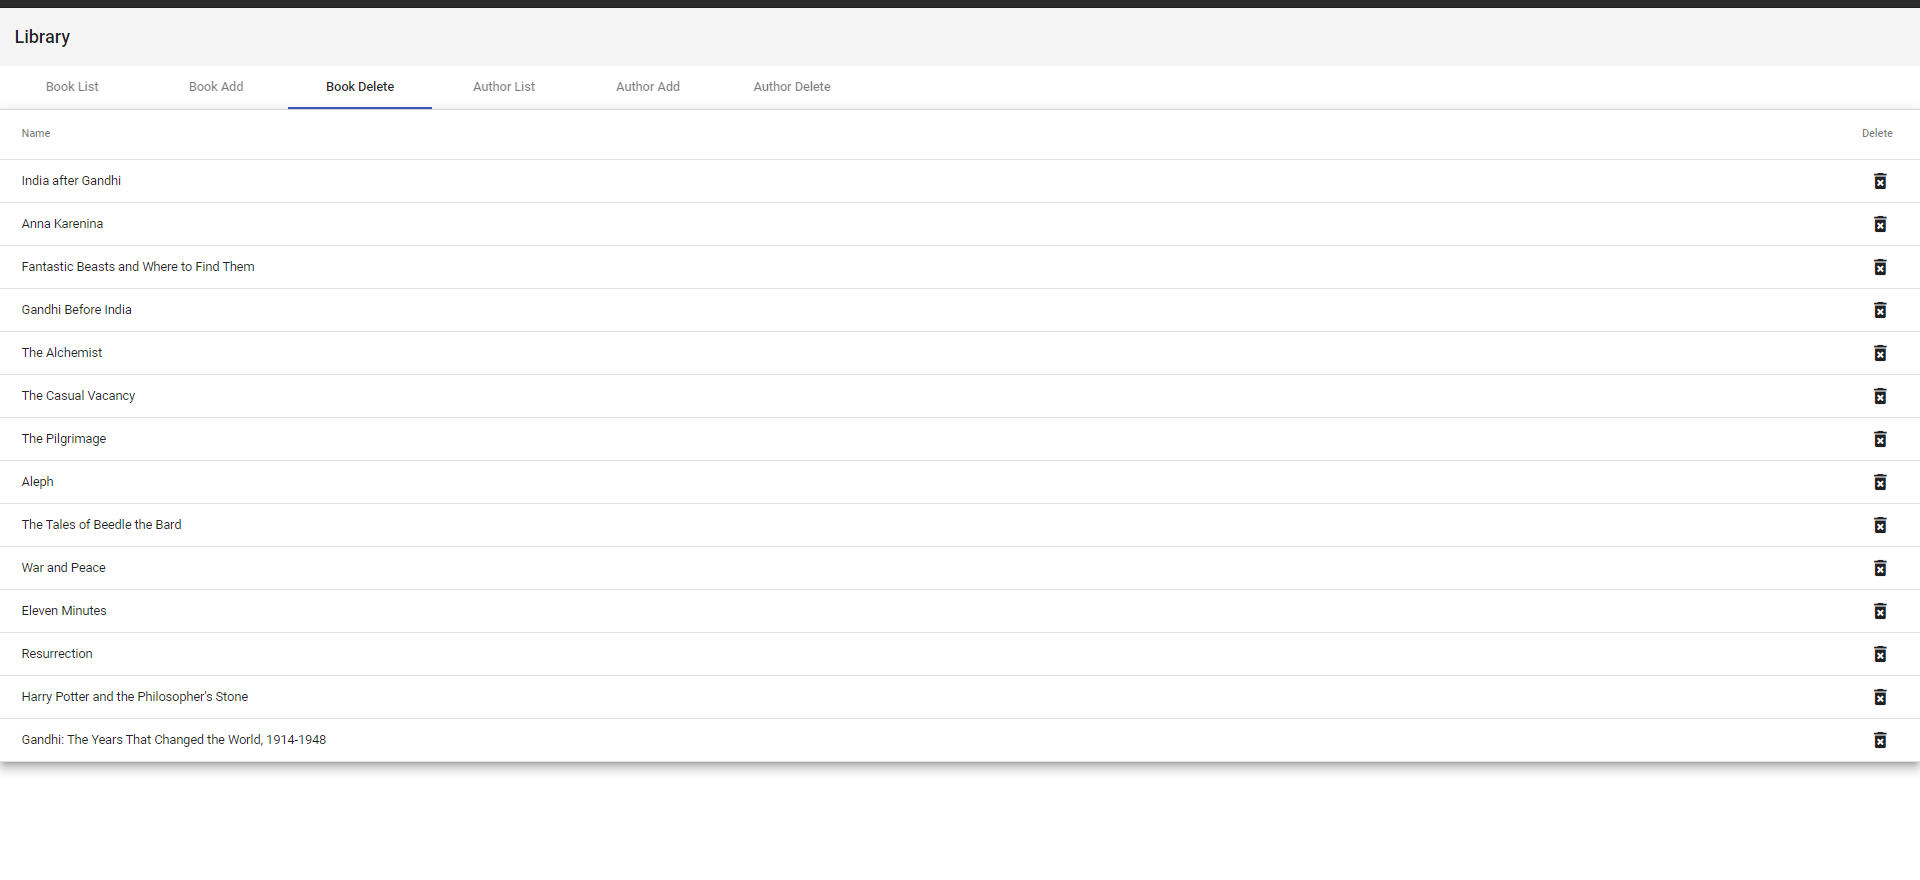 Library
Book List Book Add Book Delete Author List Author Add Author Delete
Name Delete
India after Gandhi
Anna Karenina
Fantastic Beasts and Where to Find Them
Gandhi Before India
The Alchemist
The Casual Vacancy
The Pilgrimage
Aleph
The Tales of Beedle the Bard
War and Peace
Eleven Minutes
Resurrection
Harry Potter and the Philosopher's Stone
Gandhi: The Years That Changed the World, 1914-1948